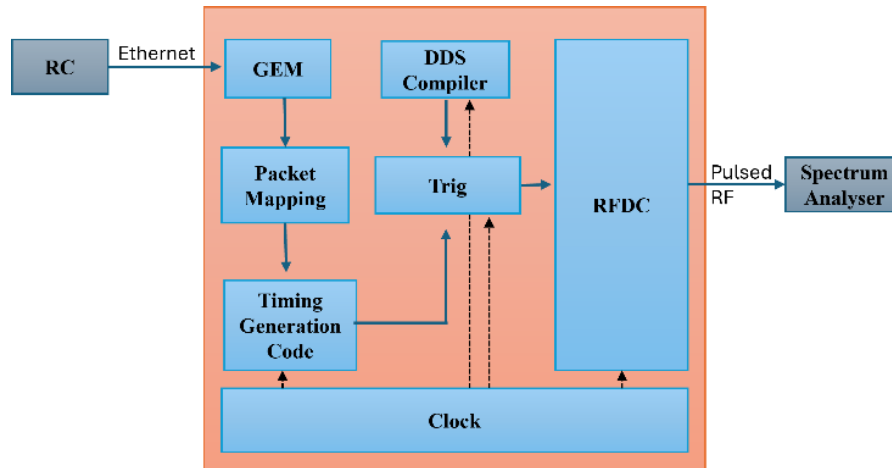 RC
Ethernet
GEM
DDS
Compiler
Packet
Mapping
Trig
RFDC
Pulsed
RF
Spectrum
Analyser
Timing
Generation
Code
Clock